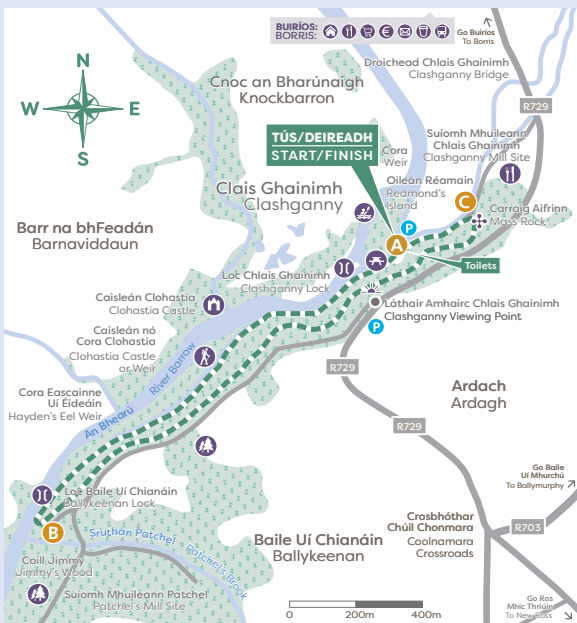 BUIRÍOS:
BORRIS:
Go Buiríos
To Borris
Droichead Chlais Ghainimh
Clashganny Bridge
N
W
E
S
Cnoc an Bharúnaigh
Knockbarron
R729
TÚS/DEIREADH
START/FINISH
Suíomh Mhuileann
Chlais Ghainimh
Clashganny Mill Site
Cora
Weir
Oileán Réamain
Redmond's
Island
Clais Ghainimh
Clashganny
C
Carraig Aifrinn
Mass Rock
P
A
Barr na bhFeadán
Barnaviddaun
Toilets
Loc Chlais Ghainimh
Clashganny Lock
Caisleán Clohastia
Clohastia Castle
Láthair Amhairc Chlais Ghainimh
Clashganny Viewing Point
P
Caisleán nó
Cora Clohastia
Clohastia Castle
or Weir
R729
An Bhearú
River Barrow
Ardach
Ardagh
Cora Eascainne
Uí Éideáin
Hayden's Eel Weir
R729
Go Baile
Uí Mhurchú
To Ballymurphy
Loc Baile Uí Chianáin
Ballykeenan Lock
B
Crosbhóthar
Chúil Chonmara
Coolnamara
Crossroads
R703
Sruthan Patchel
Patchel's Brook
Baile Uí Chianáin
Ballykeenan
Coill Jimmy
Jimmy's Wood
Suíomh Mhuileann Patchel
Patchel's Mill Site
Go Ros
Mhic Thriúin
To New Ross
0
200m
400m